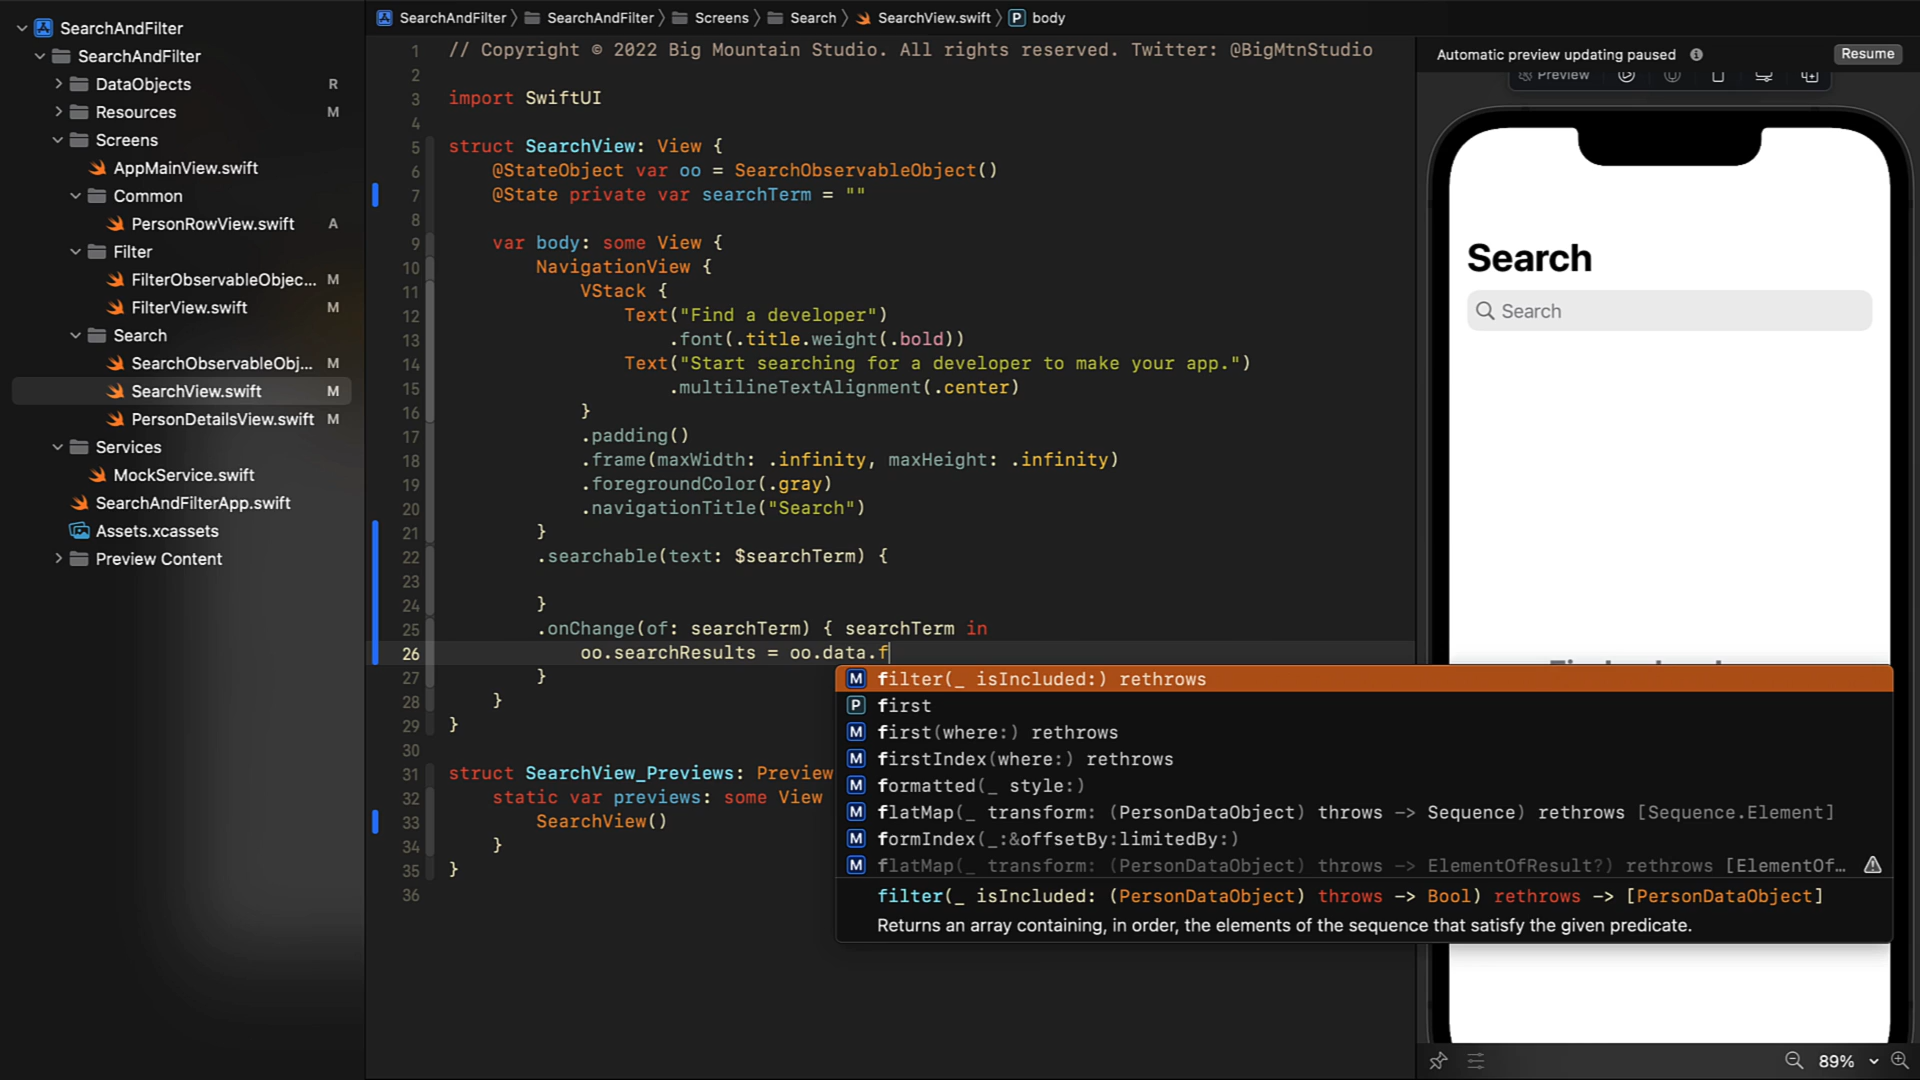 SearchAndFilter
SearchAndFilter
DataObjects R
Resources M
Screens
AppMainView.swift
Common
PersonRowView.swift A
Filter
FilterObservableObjec... M
FilterView.swift M
Search
SearchObservableObj... M
SearchView.swift M
PersonDetailsView.swift M
Services
MockService.swift
SearchAndFilterApp.swift
Assets.xcassets
Preview Content
SearchAndFilter SearchAndFilter Screens Search SearchView.swift P body
1 // Copyright © 2022 Big Mountain Studio. All rights reserved. Twitter: @BigMtnStudio
2
3 import SwiftUI
4
5 struct SearchView: View {
6 @StateObject var oo = SearchObservableObject()
7 @State private var searchTerm = ""
8
9 var body: some View {
10 NavigationView {
11 VStack {
12 Text("Find a developer")
13 .font(.title.weight(.bold))
14 Text("Start searching for a developer to make your app.")
15 .multilineTextAlignment(.center)
16 }
17 .padding()
18 .frame(maxWidth: .infinity, maxHeight: .infinity)
19 .foregroundColor(.gray)
20 .navigationTitle("Search")
21 }
22 .searchable(text: $searchTerm) {
23
24 }
25 .onChange(of: searchTerm) { searchTerm in
26 oo.searchResults = oo.data.f
27 }
28 }
29 }
30
31 struct SearchView_Previews: Preview
32 static var previews: some View
33 SearchView()
34 }
35 }
36
M filter(_ isIncluded:) rethrows
P first
M first(where:) rethrows
M firstIndex(where:) rethrows
M formatted(_ style:)
M flatMap(_ transform: (PersonDataObject) throws -> Sequence) rethrows [Sequence.Element]
M formIndex(_:&offsetBy:limitedBy:)
M flatMap(_ transform: (PersonDataObject) throws -> ElementOfResult?) rethrows [ElementOf...
filter(_ isIncluded: (PersonDataObject) throws -> Bool) rethrows -> [PersonDataObject]
Returns an array containing, in order, the elements of the sequence that satisfy the given predicate.
Automatic preview updating paused Resume
Preview
Search
Search
89%